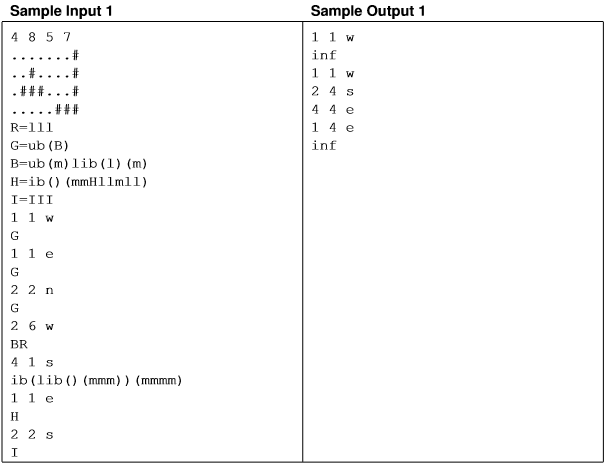 Sample Input 1 Sample Output 1
4 8 5 7 1 1 w
.......# inf
..#....# 1 1 w
.###...# 2 4 s
.....### 4 4 e
R=lll 1 4 e
G=ub(B) inf
B=ub(m)lib(l)(m)
H=ib()(mmHllmll)
I=III
1 1 w
G
1 1 e
G
2 2 n
G
2 6 w
BR
4 1 s
ib(lib()(mmm))(mmmm)
1 1 e
H
2 2 s
I